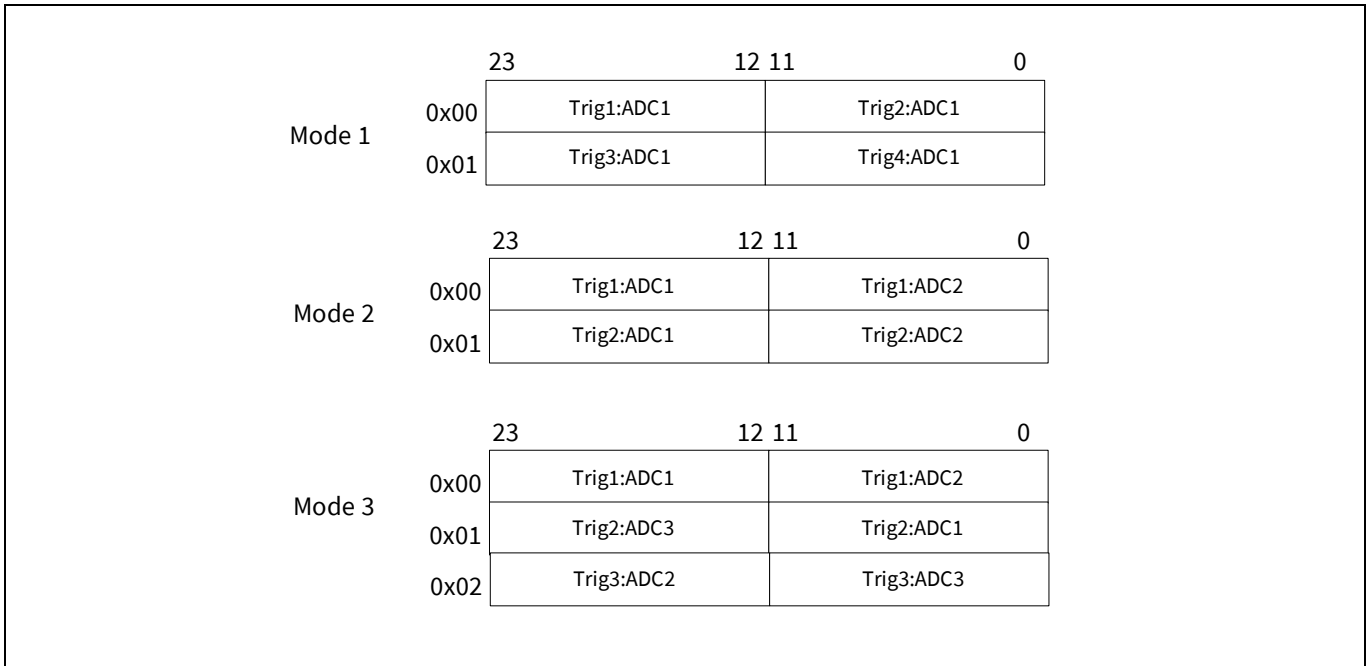 23 12 11 0
Mode 1
0x00 Trig1:ADC1 Trig2:ADC1
0x01 Trig3:ADC1 Trig4:ADC1
23 12 11 0
Mode 2
0x00 Trig1:ADC1 Trig1:ADC2
0x01 Trig2:ADC1 Trig2:ADC2
23 12 11 0
Mode 3
0x00 Trig1:ADC1 Trig1:ADC2
0x01 Trig2:ADC3 Trig2:ADC1
0x02 Trig3:ADC2 Trig3:ADC3